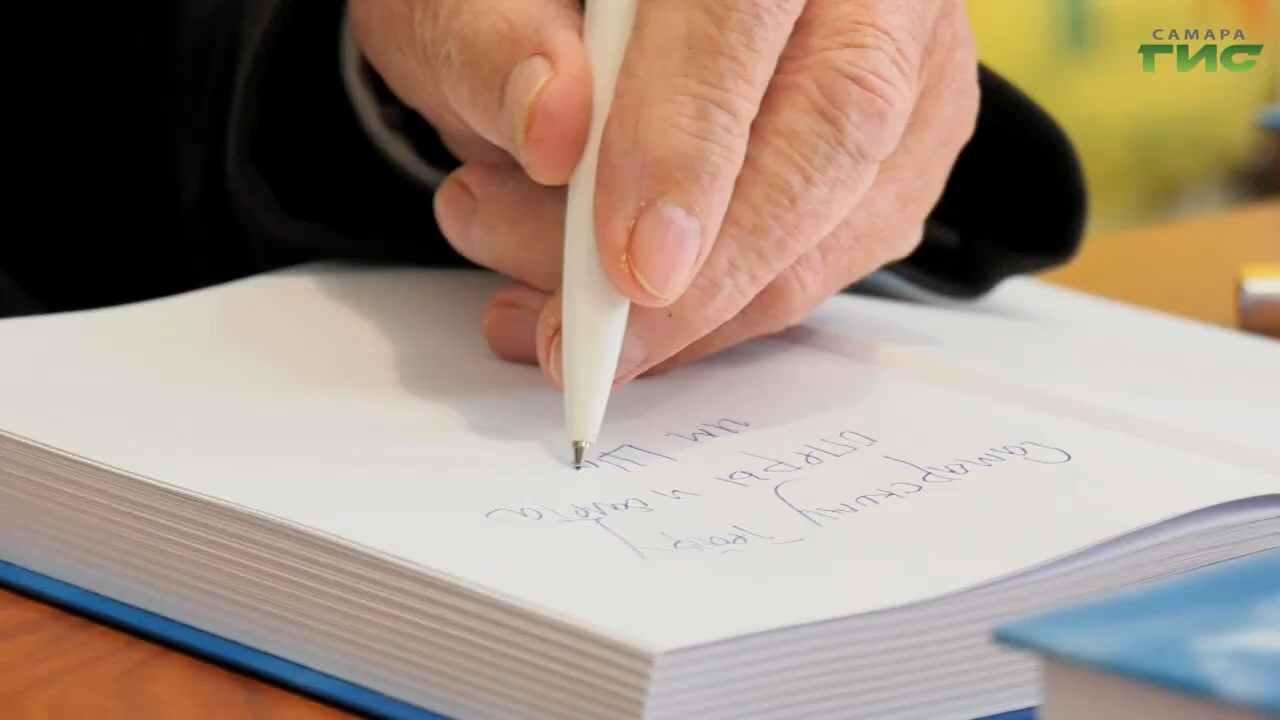 САМАРА
ГИС
Самарскому
театру
оперы и балета
им Ш